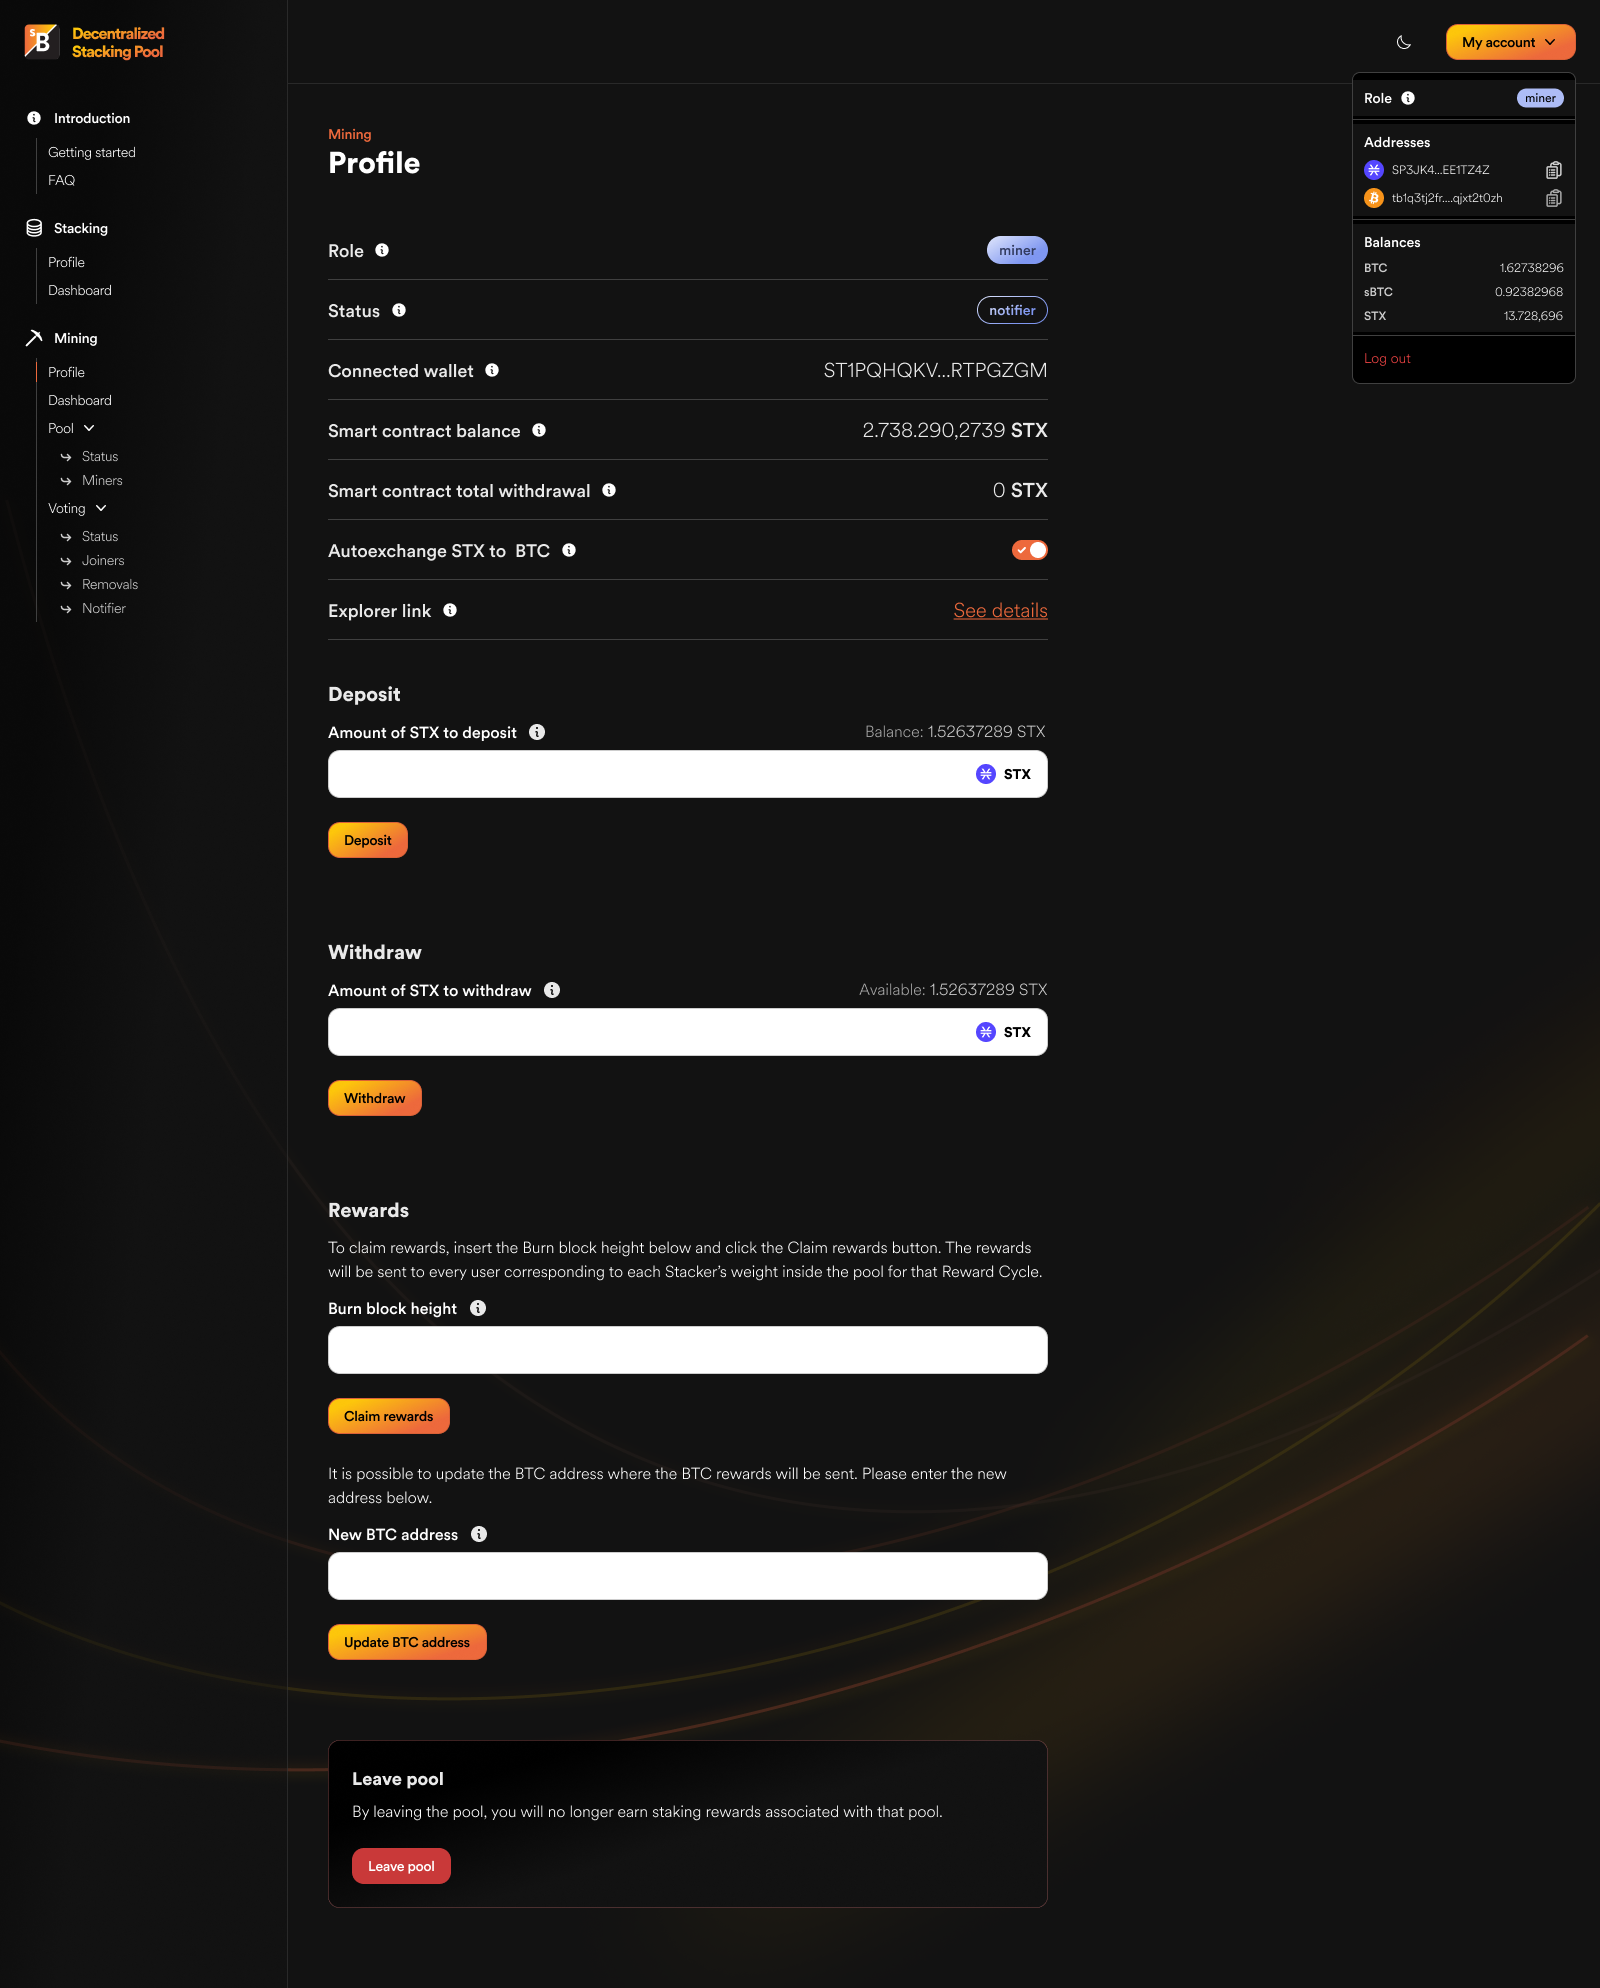 Decentralized
Stacking Pool
Introduction
Getting started
FAQ
Stacking
Profile
Dashboard
Mining
Profile
Dashboard
Pool
Status
Miners
Voting
Status
Joiners
Removals
Notifier
My account
Role
miner
Addresses
SP3JK4...EE1TZ4Z
tb1q3tj2fr....qjxt2t0zh
Balances
BTC 1.62738296
sBTC 0.92382968
STX 13.728,696
Log out
Mining
Profile
Role miner
Status notifier
Connected wallet ST1PQHQKV...RTPGZGM
Smart contract balance 2.738.290,2739 STX
Smart contract total withdrawal 0 STX
Autoexchange STX to BTC
Explorer link See details
Deposit
Amount of STX to deposit Balance: 1.52637289 STX
STX
Deposit
Withdraw
Amount of STX to withdraw Available: 1.52637289 STX
STX
Withdraw
Rewards
To claim rewards, insert the Burn block height below and click the Claim rewards button. The rewards
will be sent to every user corresponding to each Stacker’s weight inside the pool for that Reward Cycle.
Burn block height
Claim rewards
It is possible to update the BTC address where the BTC rewards will be sent. Please enter the new
address below.
New BTC address
Update BTC address
Leave pool
By leaving the pool, you will no longer earn staking rewards associated with that pool.
Leave pool